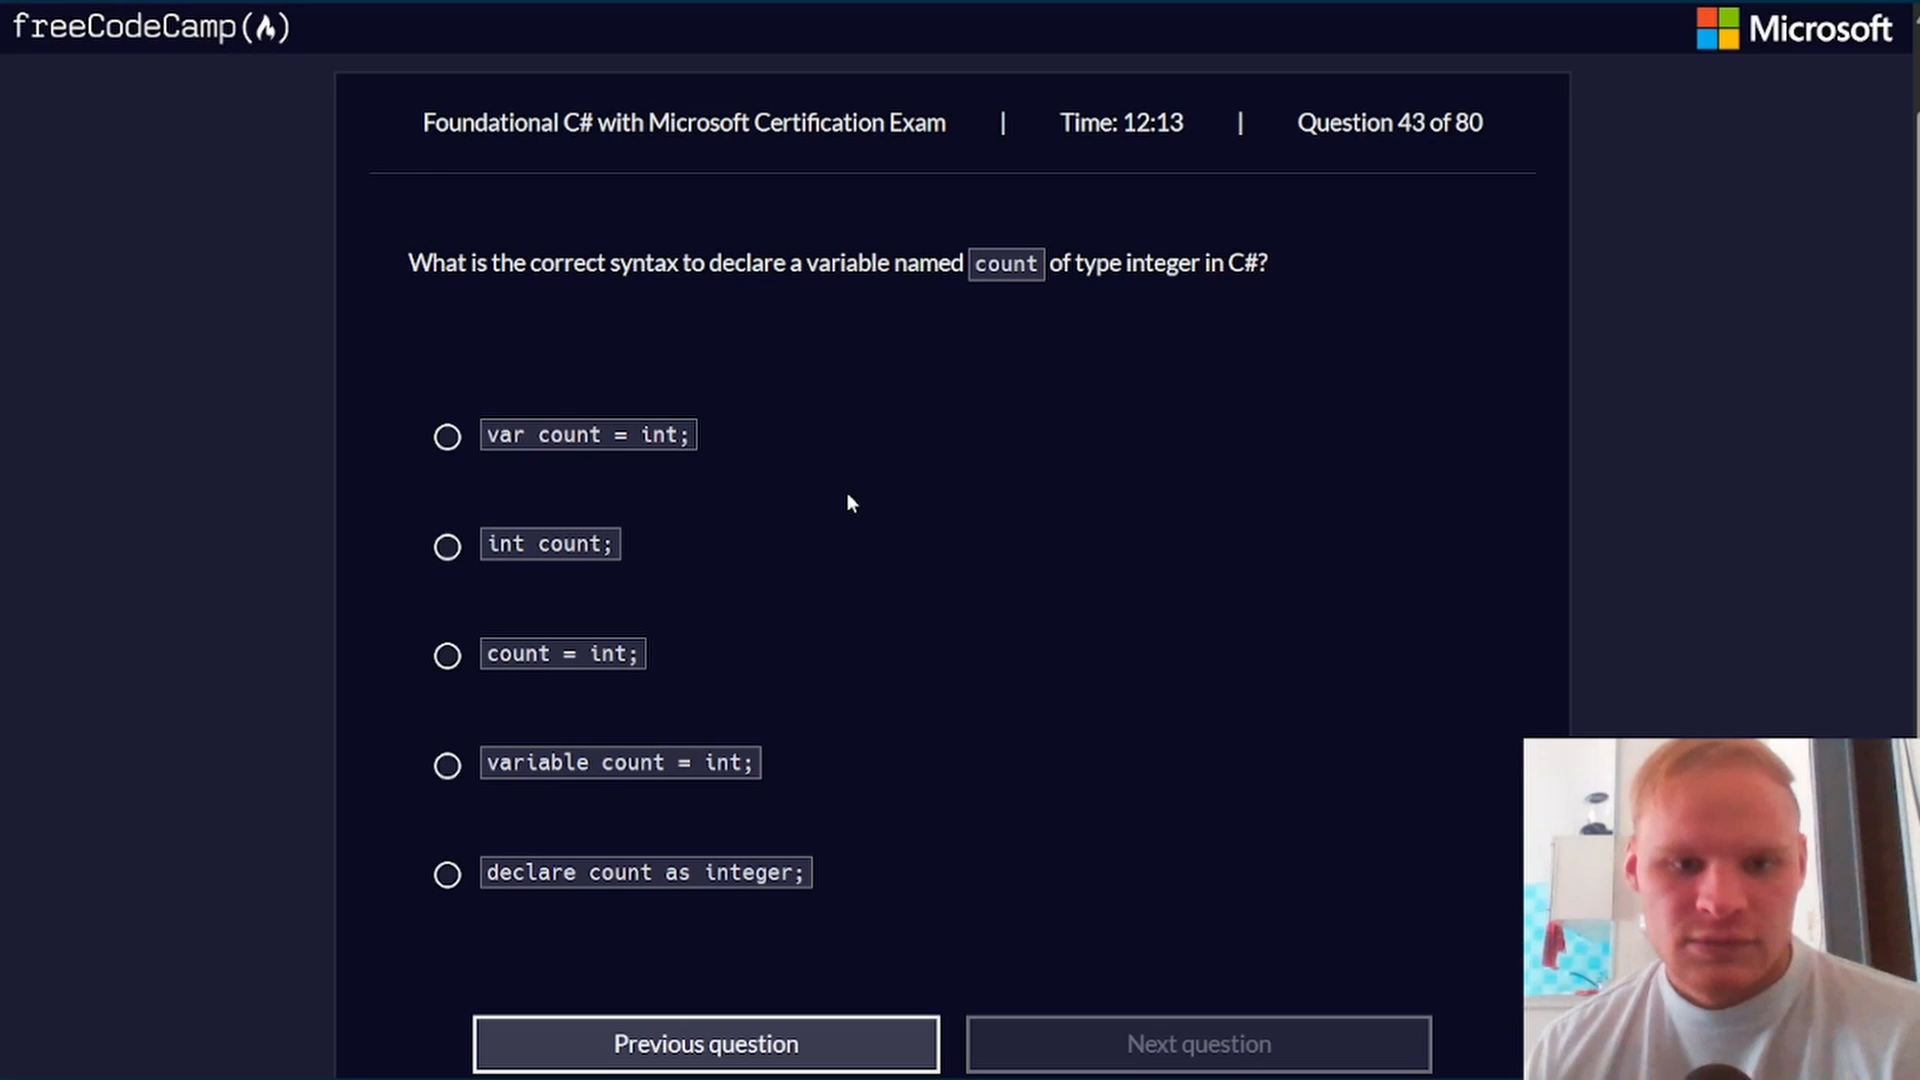 freeCodeCamp
Microsoft
Foundational C# with Microsoft Certification Exam | Time: 12:13 | Question 43 of 80
What is the correct syntax to declare a variable named count of type integer in C#?
var count = int;
int count;
count = int;
variable count = int;
declare count as integer;
Previous question
Next question